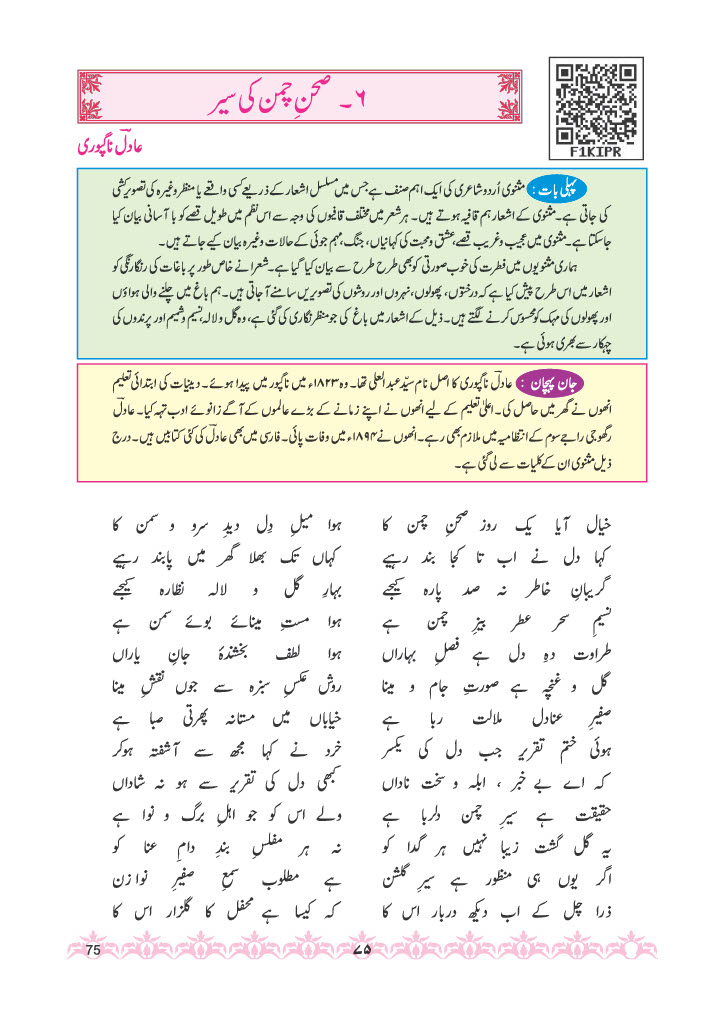 ۶۔ صحنِ چمن کی سیر
F1KIPR
عادلؔ ناگپوری
پہلی بات : مثنوی اُردو شاعری کی ایک اہم صنف ہے جس میں مسلسل اشعار کے ذریعے کسی واقعے یا منظر وغیرہ کی تصویر کشی
کی جاتی ہے۔ مثنوی کے اشعار ہم قافیہ ہوتے ہیں۔ ہر شعر میں مختلف قافیوں کی وجہ سے اس نظم میں طویل قصے کو بآسانی بیان کیا
جاسکتا ہے۔ مثنوی میں عجیب و غریب قصے، عشق و محبت کی کہانیاں، جنگ، مہم جوئی کے حالات وغیرہ بیان کیے جاتے ہیں۔
ہماری مثنویوں میں فطرت کی خوب صورتی کو بھی طرح طرح سے بیان کیا گیا ہے۔ شعرا نے خاص طور پر باغات کی رنگارنگی کو
اشعار میں اس طرح پیش کیا ہے کہ درختوں، پھولوں، نہروں اور روشوں کی تصویریں سامنے آ جاتی ہیں۔ ہم باغ میں چلنے والی ہواؤں
اور پھولوں کی مہک کو محسوس کرنے لگتے ہیں۔ ذیل کے اشعار میں باغ کی جو منظر نگاری کی گئی ہے، وہ گل و لالہ، نسیم و شمیم اور پرندوں کی
چہکار سے بھری ہوئی ہے۔
جان پہچان : عادلؔ ناگپوری کا اصل نام سیّد عبدالعلی تھا۔ وہ ۱۸۲۳ء میں ناگپور میں پیدا ہوئے۔ دینیات کی ابتدائی تعلیم
انھوں نے گھر میں حاصل کی۔ اعلیٰ تعلیم کے لیے انھوں نے اپنے زمانے کے بڑے عالموں کے آگے زانوئے ادب تہہ کیا۔ عادلؔ
رگھوجی راجے سوم کے انتظامیہ میں ملازم بھی رہے۔ انھوں نے ۱۸۹۴ء میں وفات پائی۔ فارسی میں بھی عادلؔ کی کئی کتابیں ہیں۔ درج
ذیل مثنوی ان کے کلیات سے لی گئی ہے۔
خیال آیا یک روز صحنِ چمن کا ہوا میلِ دل دیدِ سرو و سمن کا
کہا دل نے اب تا کجا بند رہیے کہاں تک بھلا گھر میں پابند رہیے
گریبانِ خاطر نہ صد پارہ کیجے بہارِ گل و لالہ نظارہ کیجے
نسیمِ سحر عطر بیزِ چمن ہے ہوا مستِ مینائے بوئے سمن ہے
طراوت دہِ دل ہے فصلِ بہاراں ہوا لطف بخشندۂ جانِ یاراں
گل و غنچہ ہے صورتِ جام و مینا روش عکسِ سبزہ سے جوں نقشِ مینا
صفیرِ عنادل ملالت ربا ہے خیاباں میں مستانہ پھرتی صبا ہے
ہوئی ختم تقریر جب دل کی یکسر خرد نے کہا مجھ سے آشفتہ ہوکر
کہ اے بے خبر ، ابلہ و سخت ناداں کبھی دل کی تقریر سے ہو نہ شاداں
حقیقت ہے سیرِ چمن دلربا ہے ولے اس کو جو اہلِ برگ و نوا ہے
یہ گل گشت زیبا نہیں ہر گدا کو نہ ہر مفلسِ بندِ دامِ عنا کو
اگر یوں ہی منظور ہے سیرِ گلشن ہے مطلوب سمعِ صفیرِ نوازن
ذرا چل کے اب دیکھ دربار اس کا کہ کیسا ہے محفل کا گلزار اس کا
۷۵
75